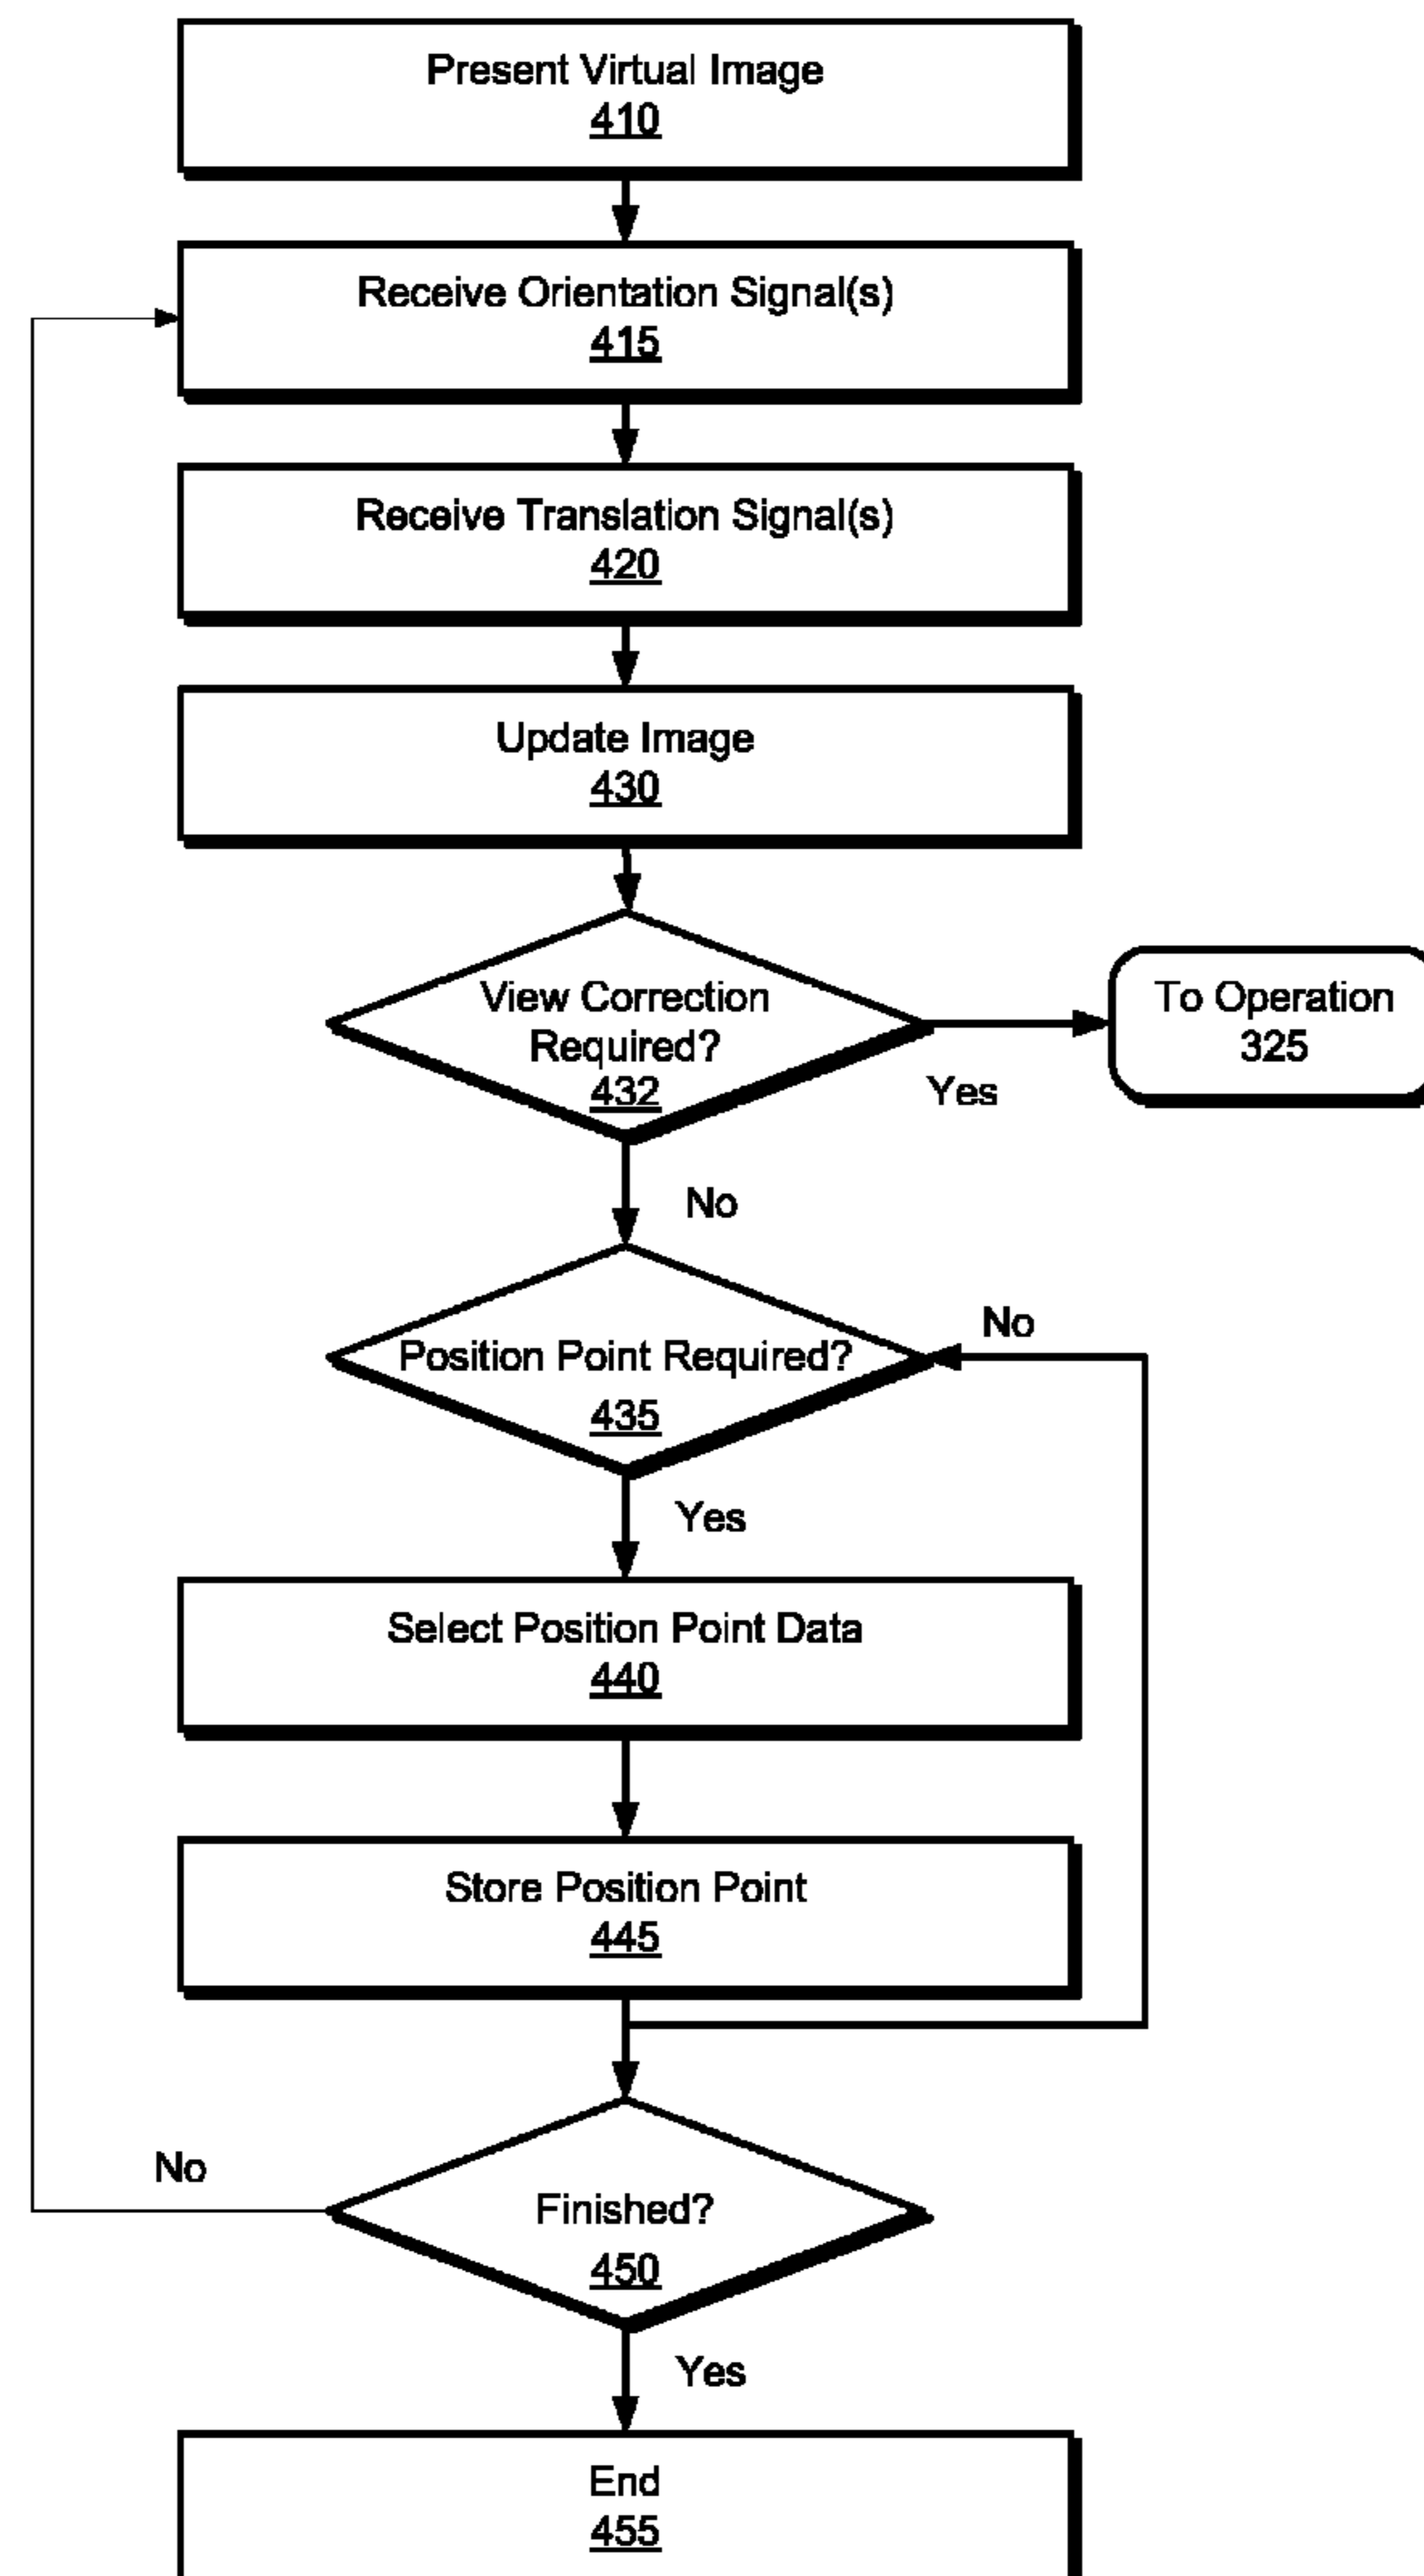 Present Virtual Image
410
Receive Orientation Signal(s)
415
Receive Translation Signal(s)
420
Update Image
430
View Correction
Required?
432
To Operation
325
Yes
No
Position Point Required?
435
No
Yes
Select Position Point Data
440
Store Position Point
445
Finished?
450
No
Yes
End
455